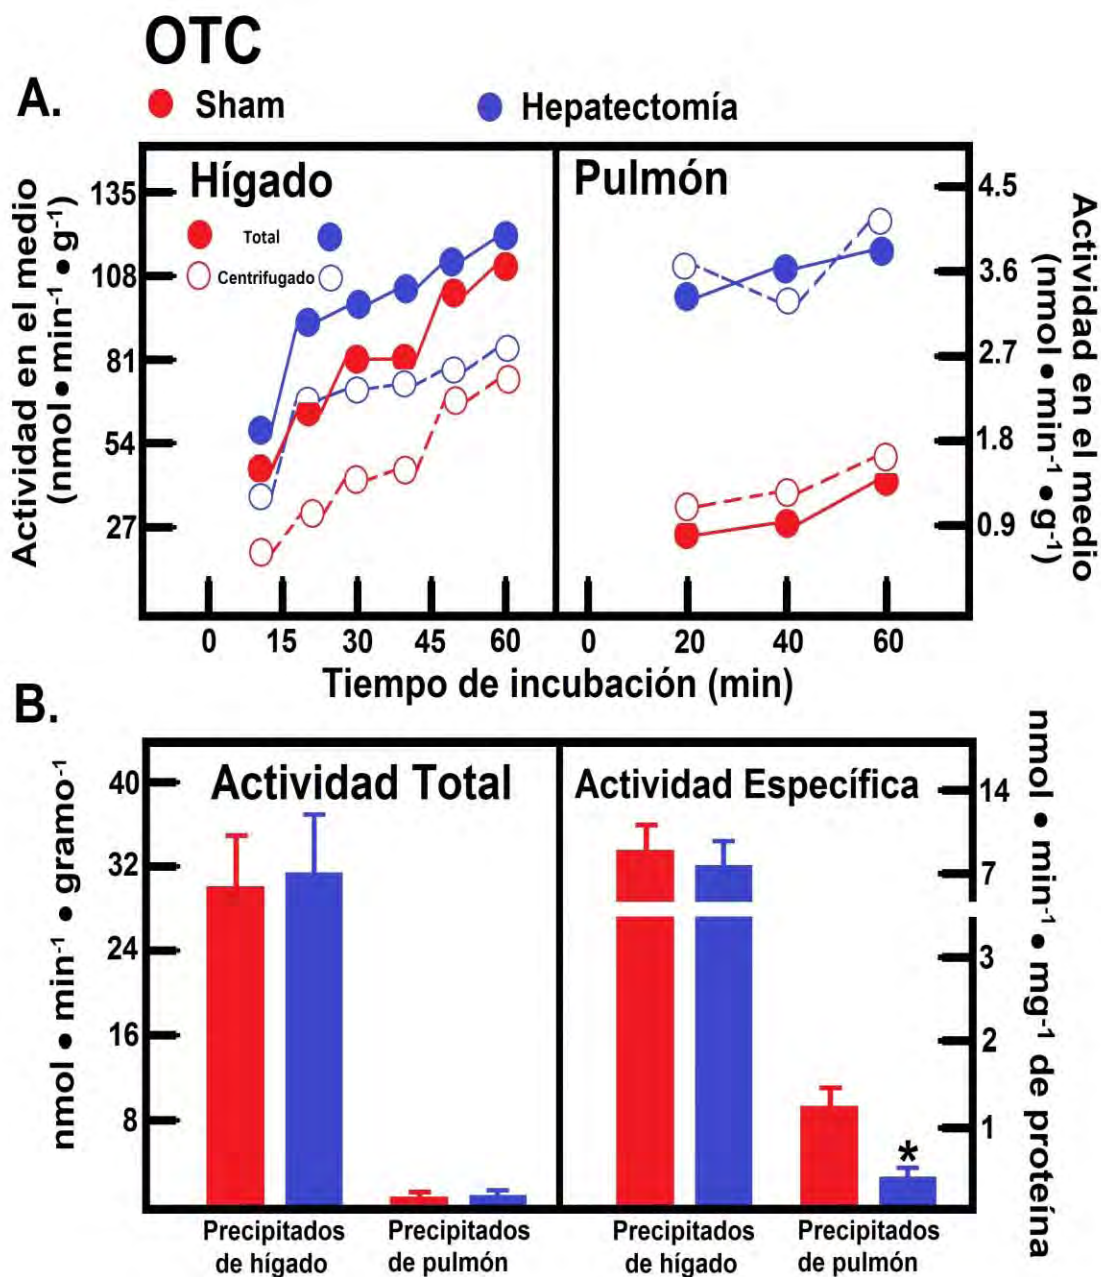 OTC
A.
Sham
Hepatectomía
Actividad en el medio
(nmol • min⁻¹ • g⁻¹)
135
108
81
54
27
Hígado
Total
Centrifugado
0
15
30
45
60
Pulmón
0
20
40
60
4.5
3.6
2.7
1.8
0.9
Actividad en el medio
(nmol • min⁻¹ • g⁻¹)
Tiempo de incubación (min)
B.
nmol • min⁻¹ • gramo⁻¹
40
32
24
16
8
Actividad Total
Precipitados
de hígado
Precipitados
de pulmón
Actividad Específica
*
Precipitados
de hígado
Precipitados
de pulmón
14
7
3
2
1
nmol • min⁻¹ • mg⁻¹ de proteína